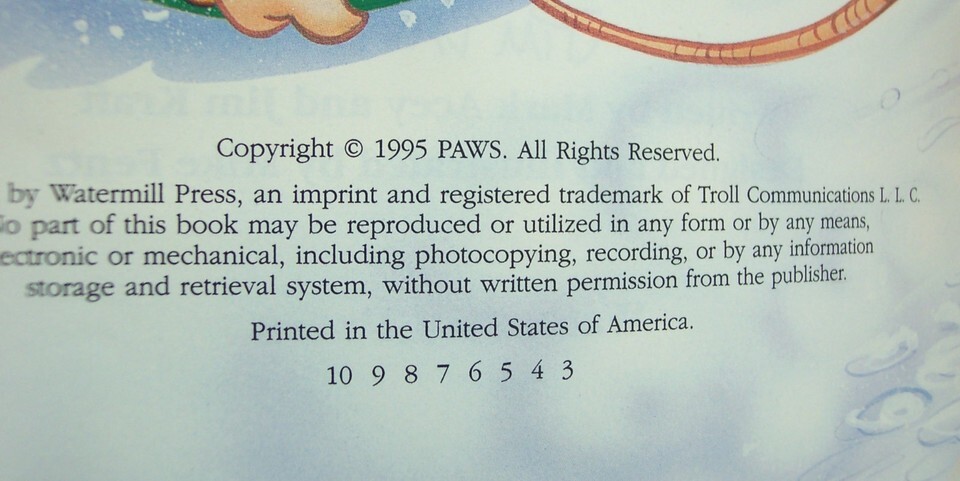 Copyright © 1995 PAWS. All Rights Reserved.
by Watermill Press, an imprint and registered trademark of Troll Communications L. L. C.
part of this book may be reproduced or utilized in any form or by any means,
or mechanical, including photocopying, recording, or by any information
storage and retrieval system, without written permission from the publisher.
Printed in the United States of America.
10 9 8 7 6 5 4 3